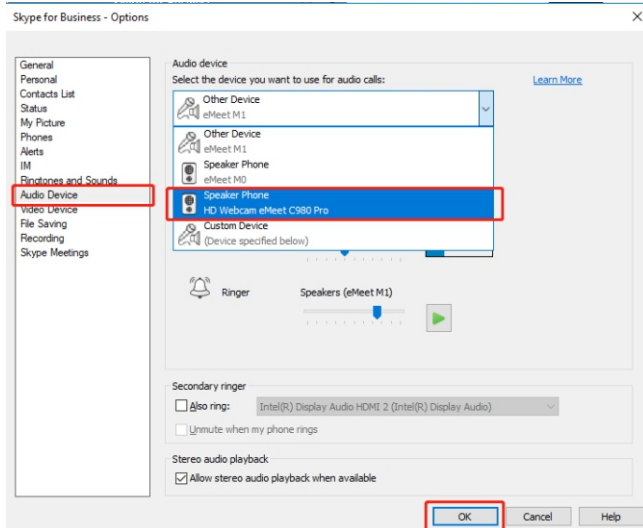 Skype for Business - Options
General
Personal
Contacts List
Status
My Picture
Phones
Alerts
IM
Ringtones and Sounds
Audio Device
Video Device
File Saving
Recording
Skype Meetings
Audio device
Select the device you want to use for audio calls:
Learn More
Other Device
eMeet M1
Other Device
eMeet M1
Speaker Phone
eMeet M0
Speaker Phone
HD Webcam eMeet C980 Pro
Custom Device
(Device specified below)
Ringer
Speakers (eMeet M1)
Secondary ringer
Also ring:
Intel(R) Display Audio HDMI 2 (Intel(R) Display Audio)
Unmute when my phone rings
Stereo audio playback
Allow stereo audio playback when available
OK
Cancel
Help